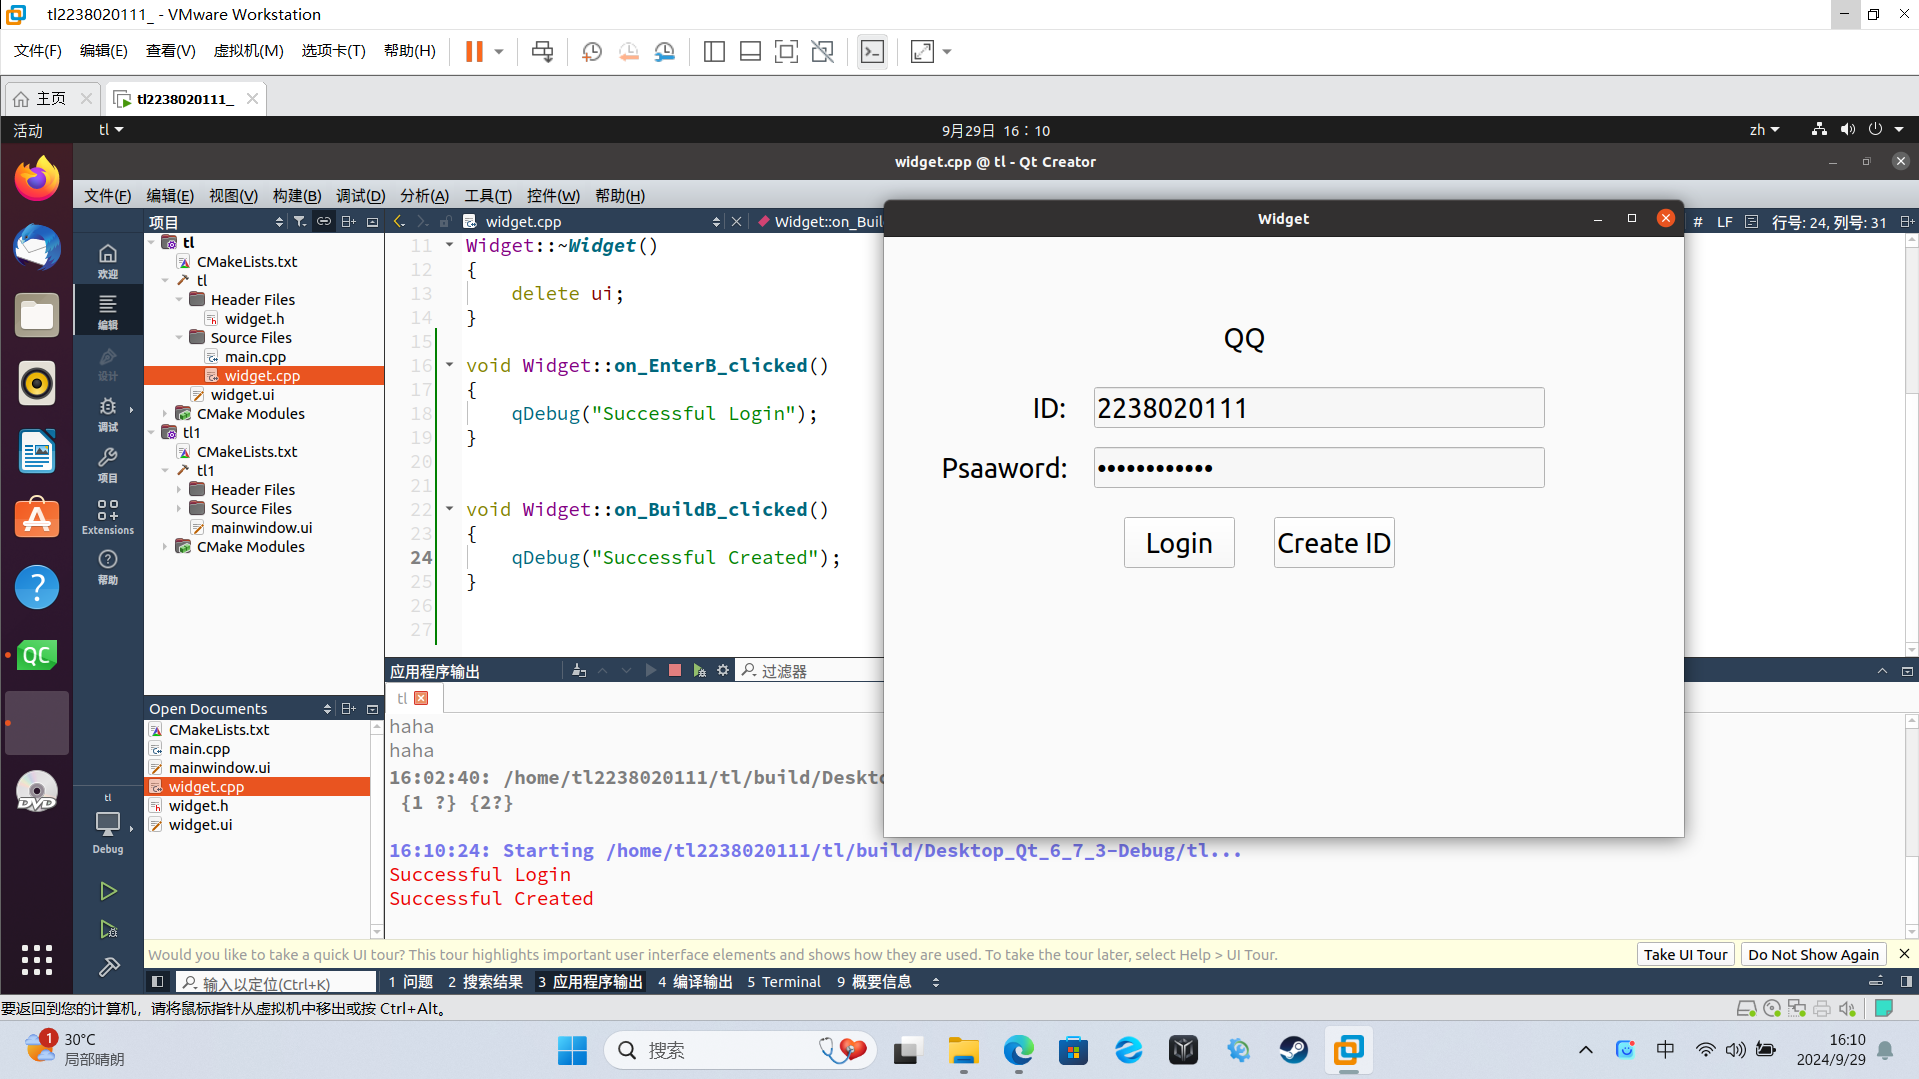 tl2238020111_ - VMware Workstation
文件(F) 编辑(E) 查看(V) 虚拟机(M) 选项卡(T) 帮助(H)
主页 tl2238020111_
活动 tl 9月29日 16：10 zh
widget.cpp @ tl - Qt Creator
文件(F) 编辑(E) 视图(V) 构建(B) 调试(D) 分析(A) 工具(T) 控件(W) 帮助(H)
项目 widget.cpp Widget::on_Buil # LF 行号: 24, 列号: 31
欢迎
编辑
设计
调试
项目
Extensions
帮助
tl
Debug
tl
CMakeLists.txt
tl
Header Files
widget.h
Source Files
main.cpp
widget.cpp
widget.ui
CMake Modules
tl1
CMakeLists.txt
tl1
Header Files
Source Files
mainwindow.ui
CMake Modules
Open Documents
CMakeLists.txt
main.cpp
mainwindow.ui
widget.cpp
widget.h
widget.ui
11 Widget::~Widget()
12 {
13 delete ui;
14 }
15
16 void Widget::on_EnterB_clicked()
17 {
18 qDebug("Successful Login");
19 }
20
21
22 void Widget::on_BuildB_clicked()
23 {
24 qDebug("Successful Created");
25 }
26
27
Widget
QQ
ID: 2238020111
Psaaword: ••••••••••••
Login Create ID
应用程序输出 过滤器
tl
haha
haha
16:02:40: /home/tl2238020111/tl/build/Deskto
{1 ?} {2?}
16:10:24: Starting /home/tl2238020111/tl/build/Desktop_Qt_6_7_3-Debug/tl...
Successful Login
Successful Created
Would you like to take a quick UI tour? This tour highlights important user interface elements and shows how they are used. To take the tour later, select Help > UI Tour. Take UI Tour Do Not Show Again
输入以定位(Ctrl+K) 1 问题 2 搜索结果 3 应用程序输出 4 编译输出 5 Terminal 9 概要信息
要返回到您的计算机，请将鼠标指针从虚拟机中移出或按 Ctrl+Alt。
1 30°C
局部晴朗
搜索
中
16:10
2024/9/29